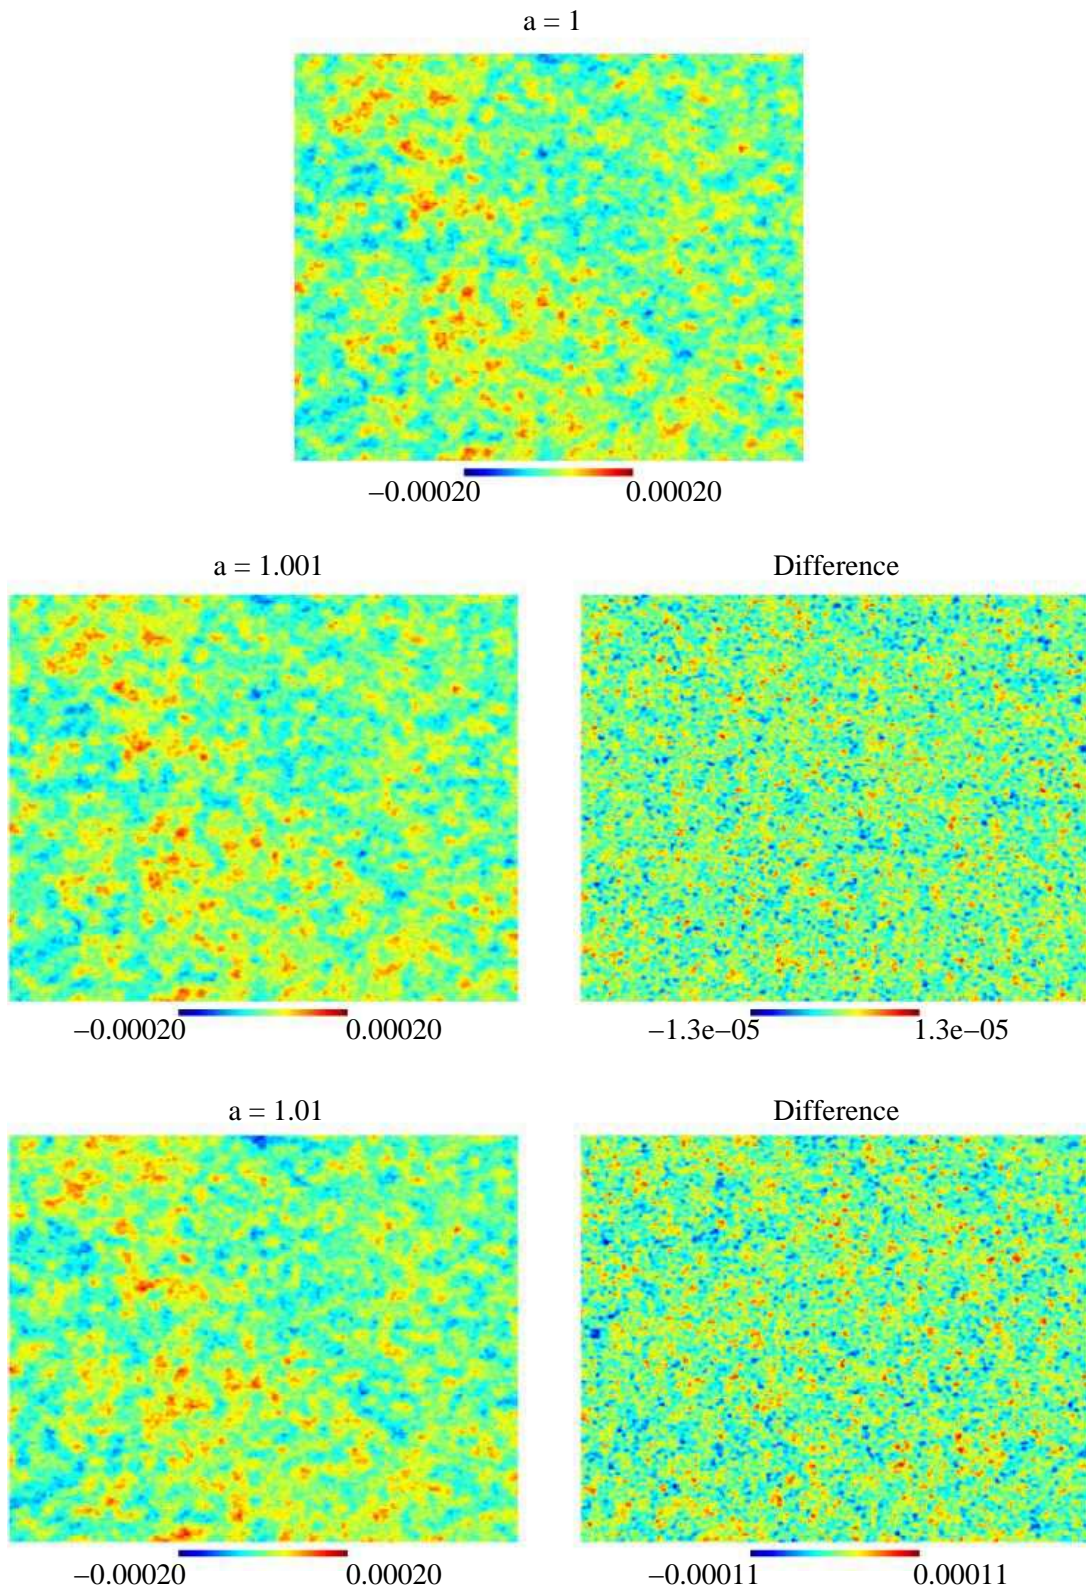 a = 1
−0.00020 0.00020
a = 1.001 Difference
−0.00020 0.00020 −1.3e−05 1.3e−05
a = 1.01 Difference
−0.00020 0.00020 −0.00011 0.00011